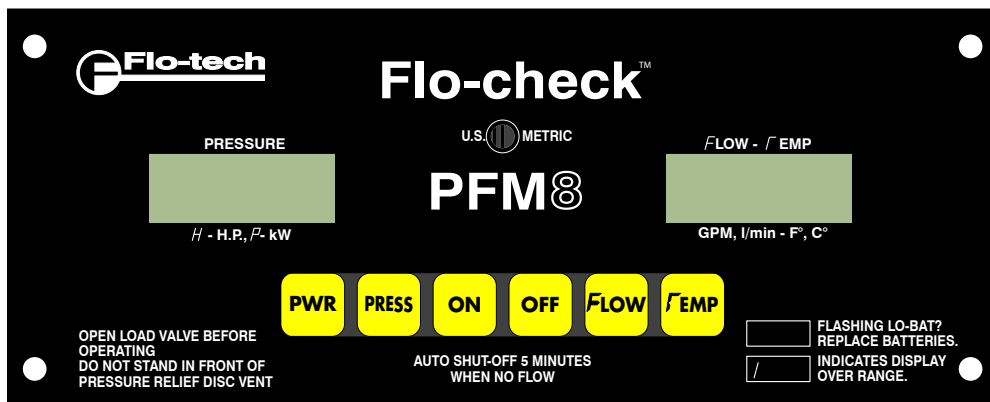 Flo-tech
Flo-check™
U.S. METRIC
PRESSURE
FLOW - TEMP
PFM8
H - H.P., P- kW
GPM, l/min - F°, C°
PWR PRESS ON OFF FLOW TEMP
OPEN LOAD VALVE BEFORE
OPERATING
DO NOT STAND IN FRONT OF
PRESSURE RELIEF DISC VENT
AUTO SHUT-OFF 5 MINUTES
WHEN NO FLOW
FLASHING LO-BAT?
REPLACE BATTERIES.
/ INDICATES DISPLAY
OVER RANGE.